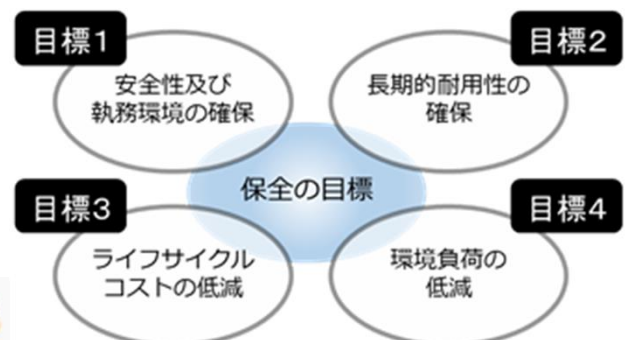 目標1
安全性及び
執務環境の確保
目標2
長期的耐用性の
確保
保全の目標
目標3
ライフサイクル
コストの低減
目標4
環境負荷の
低減